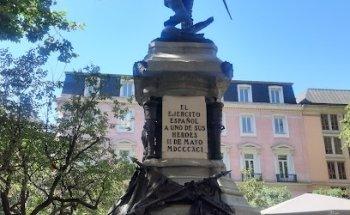 EL
EJERCITO
ESPAÑOL
A UNO DE SUS
HEROES
II DE MAYO
MDCCCXCI